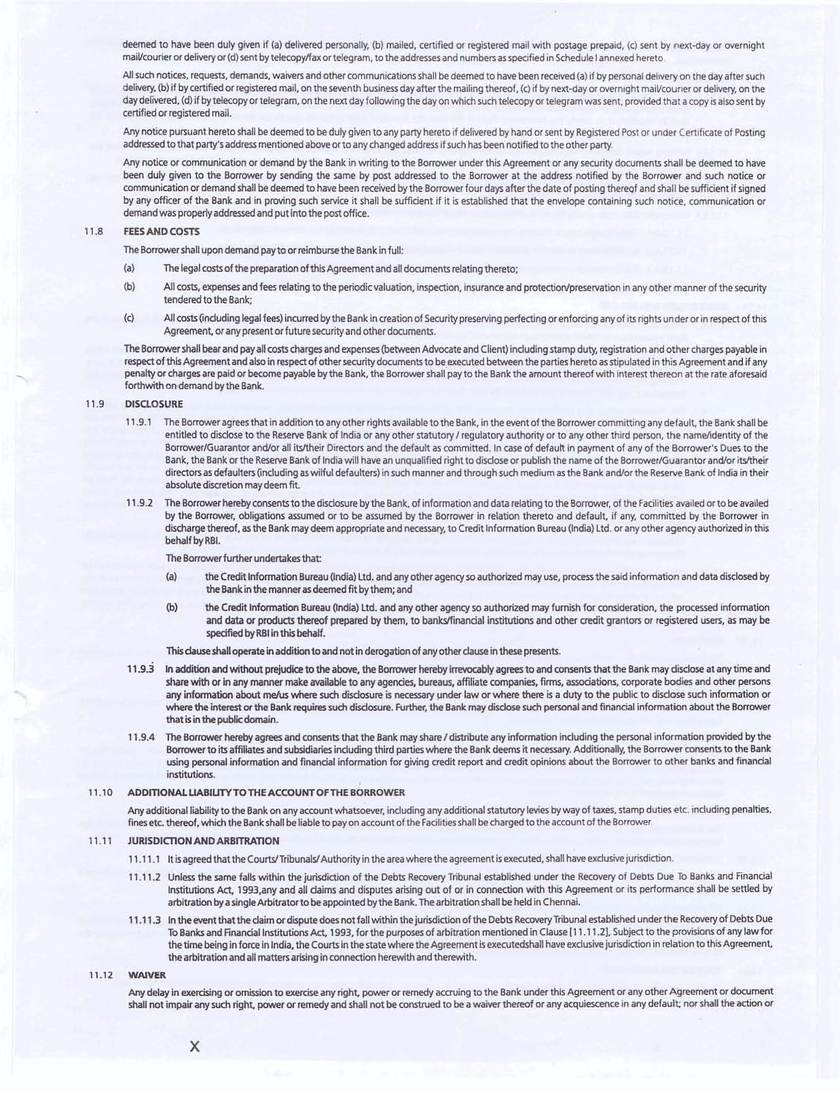 deemed to have been duly given if (a) delivered personally, (b) mailed, certified or registered mail with postage prepaid, (c) sent by next-day or overnight
mail/courier or delivery or (d) sent by telecopy/fax or telegram, to the addresses and numbers as specified in Schedule I annexed hereto.
All such notices, requests, demands, waivers and other communications shall be deemed to have been received (a) if by personal delivery on the day after such
delivery, (b) if by certified or registered mail, on the seventh business day after the mailing thereof, (c) if by next-day or overnight mail/courier or delivery, on the
day delivered, (d) if by telecopy or telegram, on the next day following the day on which such telecopy or telegram was sent, provided that a copy is also sent by
certified or registered mail.
Any notice pursuant hereto shall be deemed to be duly given to any party hereto if delivered by hand or sent by Registered Post or under Certificate of Posting
addressed to that party's address mentioned above or to any changed address if such has been notified to the other party.
Any notice or communication or demand by the Bank in writing to the Borrower under this Agreement or any security documents shall be deemed to have
been duly given to the Borrower by sending the same by post addressed to the Borrower at the address notified by the Borrower and such notice or
communication or demand shall be deemed to have been received by the Borrower four days after the date of posting thereof and shall be sufficient if signed
by any officer of the Bank and in proving such service it shall be sufficient if it is established that the envelope containing such notice, communication or
demand was properly addressed and put into the post office.
11.8 FEES AND COSTS
The Borrower shall upon demand pay to or reimburse the Bank in full:
(a) The legal costs of the preparation of this Agreement and all documents relating thereto;
(b) All costs, expenses and fees relating to the periodic valuation, inspection, insurance and protection/preservation in any other manner of the security
tendered to the Bank;
(c) All costs (including legal fees) incurred by the Bank in creation of Security preserving perfecting or enforcing any of its rights under or in respect of this
Agreement, or any present or future security and other documents.
The Borrower shall bear and pay all costs charges and expenses (between Advocate and Client) including stamp duty, registration and other charges payable in
respect of this Agreement and also in respect of other security documents to be executed between the parties hereto as stipulated in this Agreement and if any
penalty or charges are paid or become payable by the Bank, the Borrower shall pay to the Bank the amount thereof with interest thereon at the rate aforesaid
forthwith on-demand by the Bank.
11.9 DISCLOSURE
11.9.1 The Borrower agrees that in addition to any other rights available to the Bank, in the event of the Borrower committing any default, the Bank shall be
entitled to disclose to the Reserve Bank of India or any other statutory / regulatory authority or to any other third person, the name/identity of the
Borrower/Guarantor and/or all its/their Directors and the default as committed. In case of default in payment of any of the Borrower's Dues to the
Bank, the Bank or the Reserve Bank of India will have an unqualified right to disclose or publish the name of the Borrower/Guarantor and/or its/their
directors as defaulters (including as wilful defaulters) in such manner and through such medium as the Bank and/or the Reserve Bank of India in their
absolute discretion may deem fit.
11.9.2 The Borrower hereby consents to the disclosure by the Bank, of information and data relating to the Borrower, of the Facilities availed or to be availed
by the Borrower, obligations assumed or to be assumed by the Borrower in relation thereto and default, if any, committed by the Borrower in
discharge thereof, as the Bank may deem appropriate and necessary, to Credit Information Bureau (India) Ltd. or any other agency authorized in this
behalf by RBI.
The Borrower further undertakes that:
(a) the Credit Information Bureau (India) Ltd. and any other agency so authorized may use, process the said information and data disclosed by
the Bank in the manner as deemed fit by them; and
(b) the Credit Information Bureau (India) Ltd. and any other agency so authorized may furnish for consideration, the processed information
and data or products thereof prepared by them, to banks/financial institutions and other credit grantors or registered users, as may be
specified by RBI in this behalf.
This clause shall operate in addition to and not in derogation of any other clause in these presents.
11.9.3 In addition and without prejudice to the above, the Borrower hereby irrevocably agrees to and consents that the Bank may disclose at any time and
share with or in any manner make available to any agencies, bureaus, affiliate companies, firms, associations, corporate bodies and other persons
any information about me/us where such disclosure is necessary under law or where there is a duty to the public to disclose such information or
where the interest or the Bank requires such disclosure. Further, the Bank may disclose such personal and financial information about the Borrower
that is in the public domain.
11.9.4 The Borrower hereby agrees and consents that the Bank may share / distribute any information including the personal information provided by the
Borrower to its affiliates and subsidiaries including third parties where the Bank deems it necessary. Additionally, the Borrower consents to the Bank
using personal information and financial information for giving credit report and credit opinions about the Borrower to other banks and financial
institutions.
11.10 ADDITIONAL LIABILITY TO THE ACCOUNT OF THE BORROWER
Any additional liability to the Bank on any account whatsoever, including any additional statutory levies by way of taxes, stamp duties etc. including penalties,
fines etc. thereof, which the Bank shall be liable to pay on account of the Facilities shall be charged to the account of the Borrower.
11.11 JURISDICTION AND ARBITRATION
11.11.1 It is agreed that the Courts/ Tribunals/ Authority in the area where the agreement is executed, shall have exclusive jurisdiction.
11.11.2 Unless the same falls within the jurisdiction of the Debts Recovery Tribunal established under the Recovery of Debts Due To Banks and Financial
Institutions Act, 1993,any and all claims and disputes arising out of or in connection with this Agreement or its performance shall be settled by
arbitration by a single Arbitrator to be appointed by the Bank. The arbitration shall be held in Chennai.
11.11.3 In the event that the claim or dispute does not fall within the jurisdiction of the Debts Recovery Tribunal established under the Recovery of Debts Due
To Banks and Financial Institutions Act, 1993, for the purposes of arbitration mentioned in Clause [11.11.2], Subject to the provisions of any law for
the time being in force in India, the Courts in the state where the Agreement is executedshall have exclusive jurisdiction in relation to this Agreement,
the arbitration and all matters arising in connection herewith and therewith.
11.12 WAIVER
Any delay in exercising or omission to exercise any right, power or remedy accruing to the Bank under this Agreement or any other Agreement or document
shall not impair any such right, power or remedy and shall not be construed to be a waiver thereof or any acquiescence in any default; nor shall the action or
X